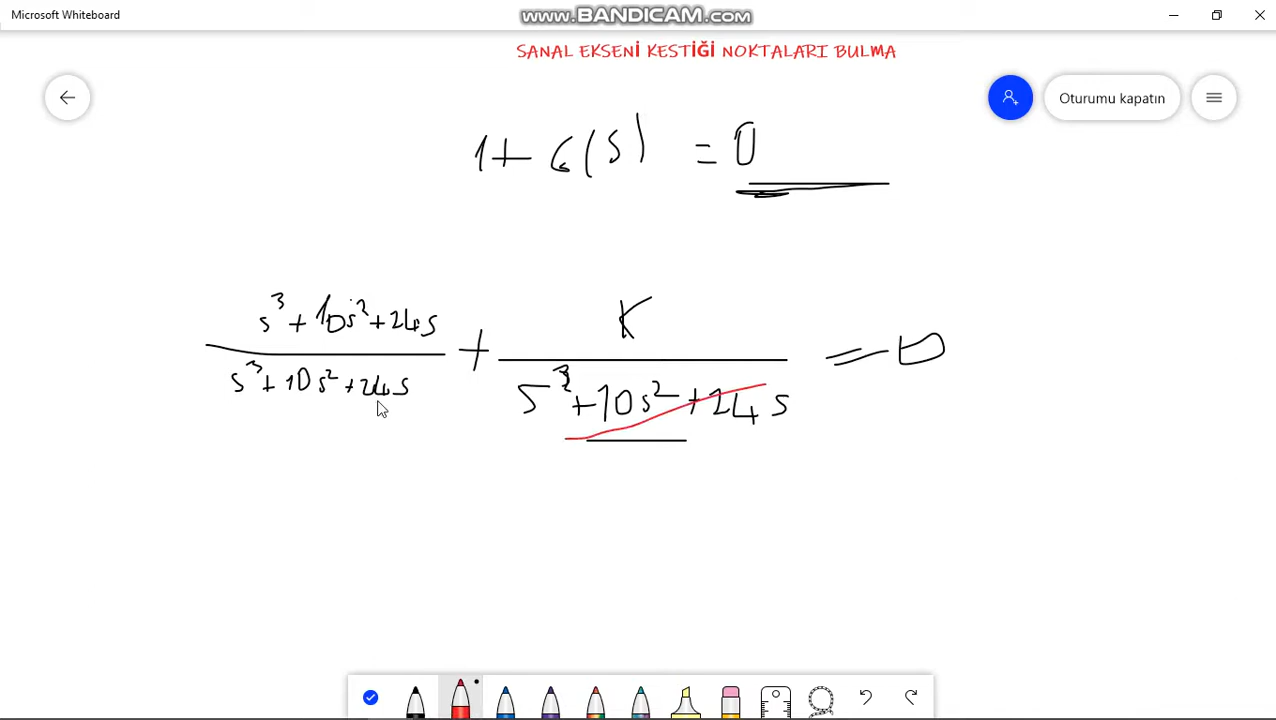 Microsoft Whiteboard
www.BANDICAM.com
SANAL EKSENİ KESTİĞİ NOKTALARI BULMA
Oturumu kapatın
1+G(s) = 0
s³+10s²+24s
s³+10s²+24s
+
K
s³+10s²+24s
=0